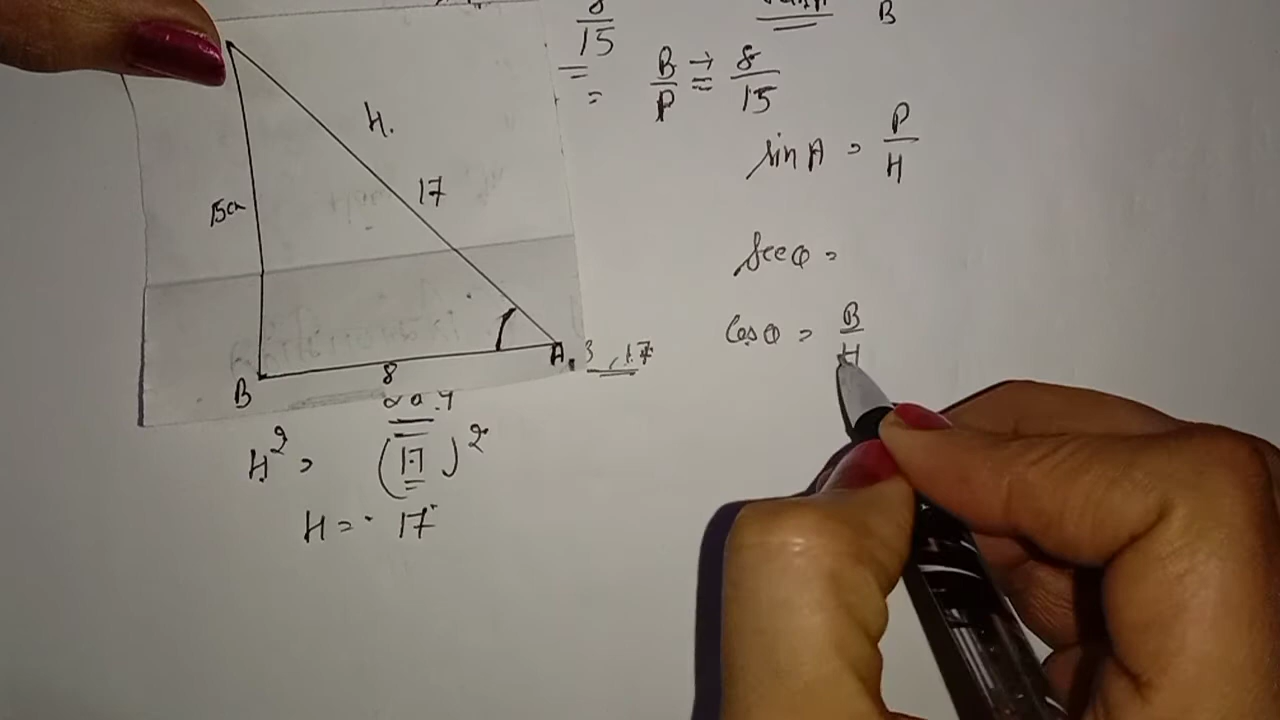 8/15
B
= B/P ⇒ 8/15
H.
sin A = P/H
17
15cm
sec θ =
cos θ = B/H
A.
8
B
H² = (17)²
H = 17